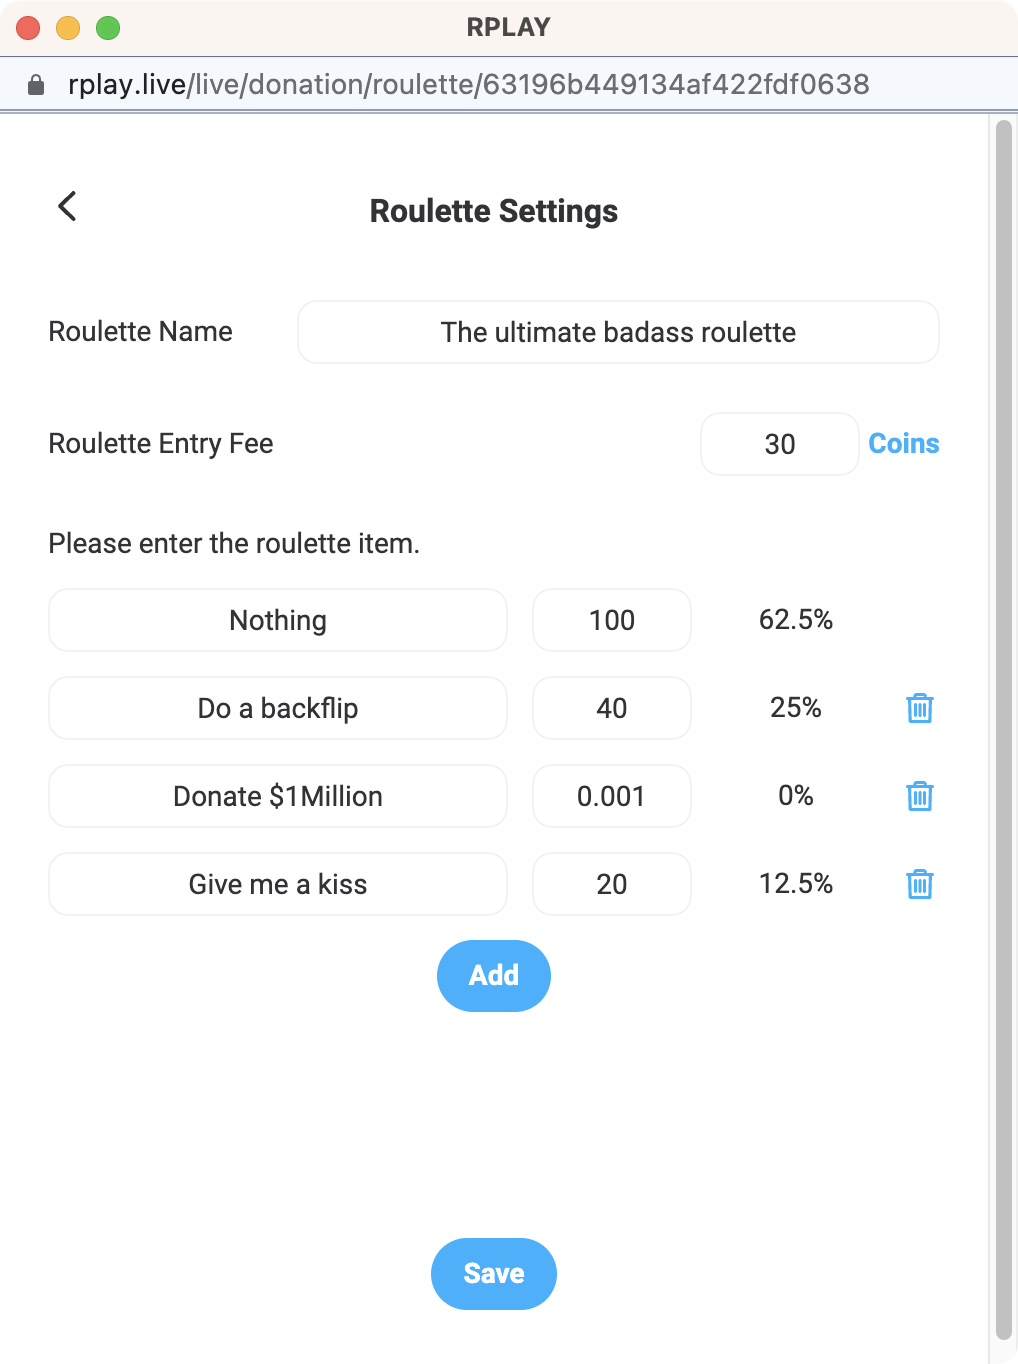 RPLAY
rplay.live/live/donation/roulette/63196b449134af422fdf0638
Roulette Settings
Roulette Name The ultimate badass roulette
Roulette Entry Fee 30 Coins
Please enter the roulette item.
Nothing 100 62.5%
Do a backflip 40 25%
Donate $1Million 0.001 0%
Give me a kiss 20 12.5%
Add
Save